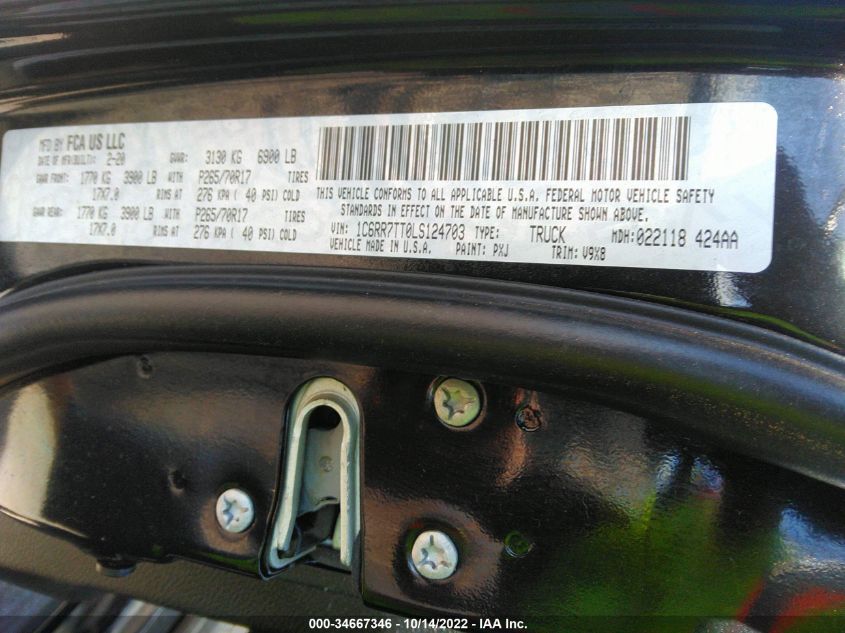 MFD BY FCA US LLC
DATE OF MFR/BUILT: 2-20 GVWR: 3130 KG 6900 LB
GAWR FRONT: 1770 KG 3900 LB WITH P265/70R17 TIRES
17X7.0 RIMS AT 276 KPA ( 40 PSI) COLD
GAWR REAR: 1770 KG 3900 LB WITH P265/70R17 TIRES
17X7.0 RIMS AT 276 KPA ( 40 PSI) COLD
THIS VEHICLE CONFORMS TO ALL APPLICABLE U.S.A. FEDERAL MOTOR VEHICLE SAFETY
STANDARDS IN EFFECT ON THE DATE OF MANUFACTURE SHOWN ABOVE.
VIN: 1C6RR7TT0LS124703 TYPE: TRUCK MDH:022118 424AA
VEHICLE MADE IN U.S.A. PAINT: PXJ TRIM: V9X8
000-34667346 - 10/14/2022 - IAA Inc.